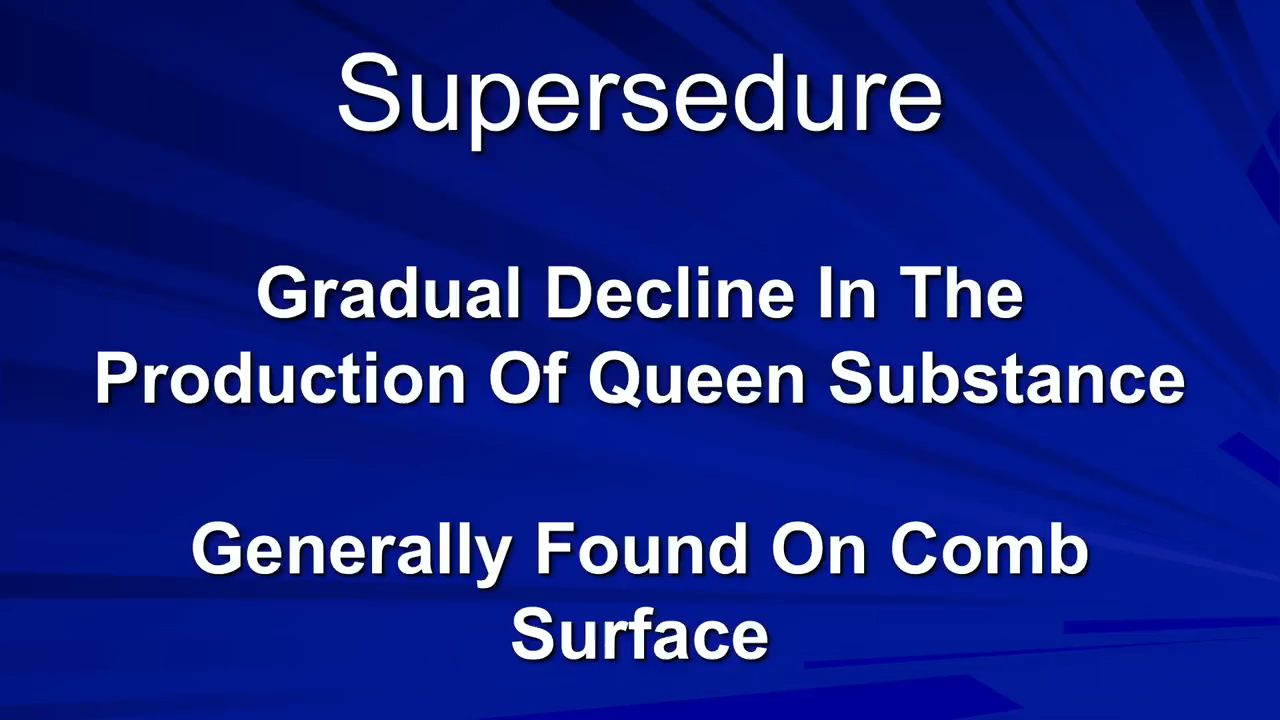 Supersedure
Gradual Decline In The
Production Of Queen Substance
Generally Found On Comb
Surface